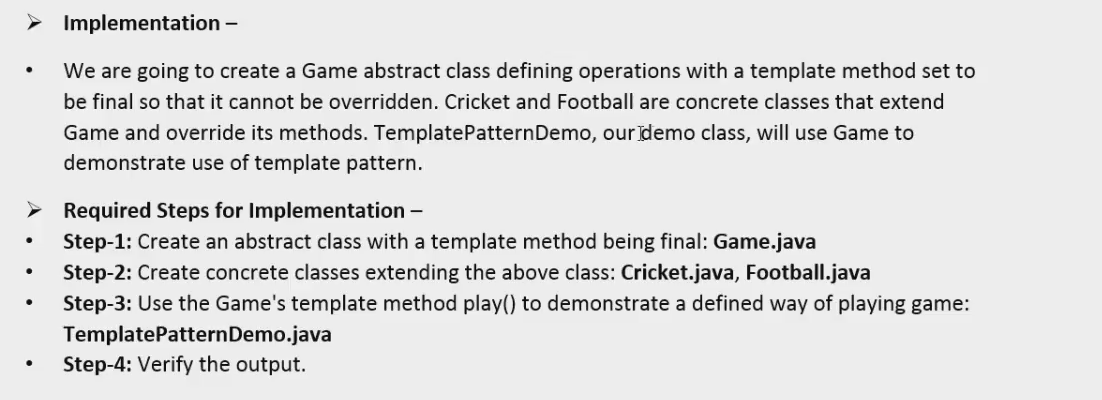 ➢ Implementation –
• We are going to create a Game abstract class defining operations with a template method set to
be final so that it cannot be overridden. Cricket and Football are concrete classes that extend
Game and override its methods. TemplatePatternDemo, our demo class, will use Game to
demonstrate use of template pattern.
➢ Required Steps for Implementation –
• Step-1: Create an abstract class with a template method being final: Game.java
• Step-2: Create concrete classes extending the above class: Cricket.java, Football.java
• Step-3: Use the Game's template method play() to demonstrate a defined way of playing game:
TemplatePatternDemo.java
• Step-4: Verify the output.